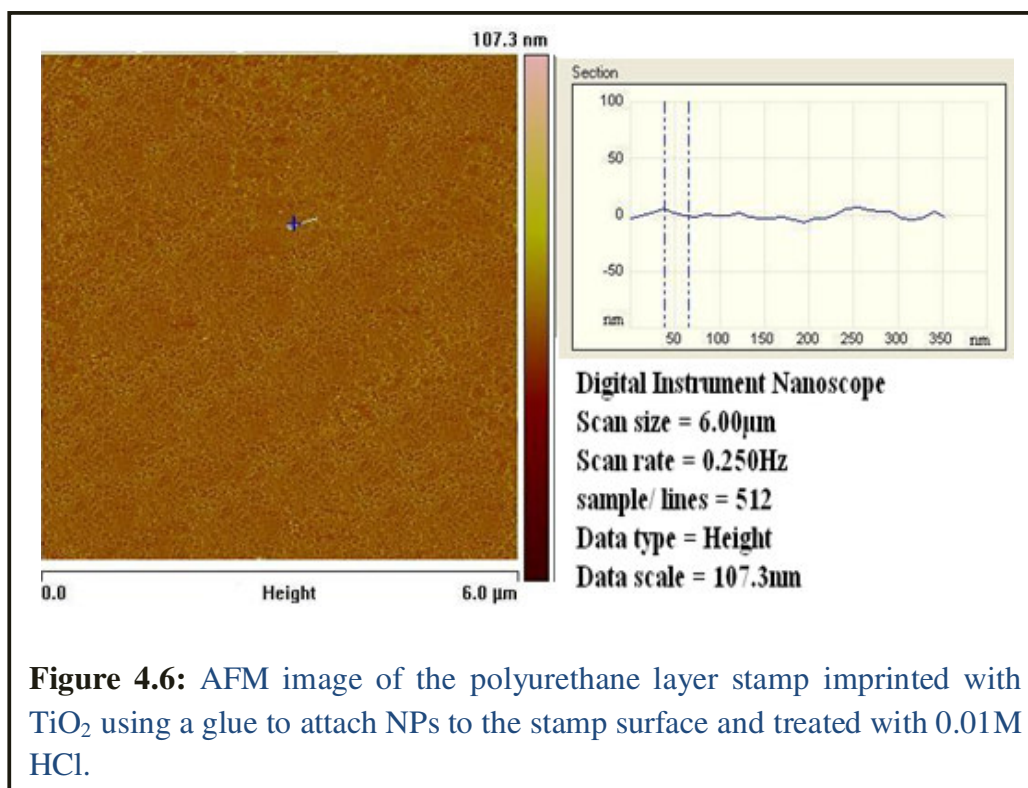 107.3 nm
0.0 Height 6.0 µm
Section
100
50
0
-50
nm
50 100 150 200 250 300 350 nm
Digital Instrument Nanoscope
Scan size = 6.00µm
Scan rate = 0.250Hz
sample/ lines = 512
Data type = Height
Data scale = 107.3nm
Figure 4.6: AFM image of the polyurethane layer stamp imprinted with
TiO₂ using a glue to attach NPs to the stamp surface and treated with 0.01M
HCl.